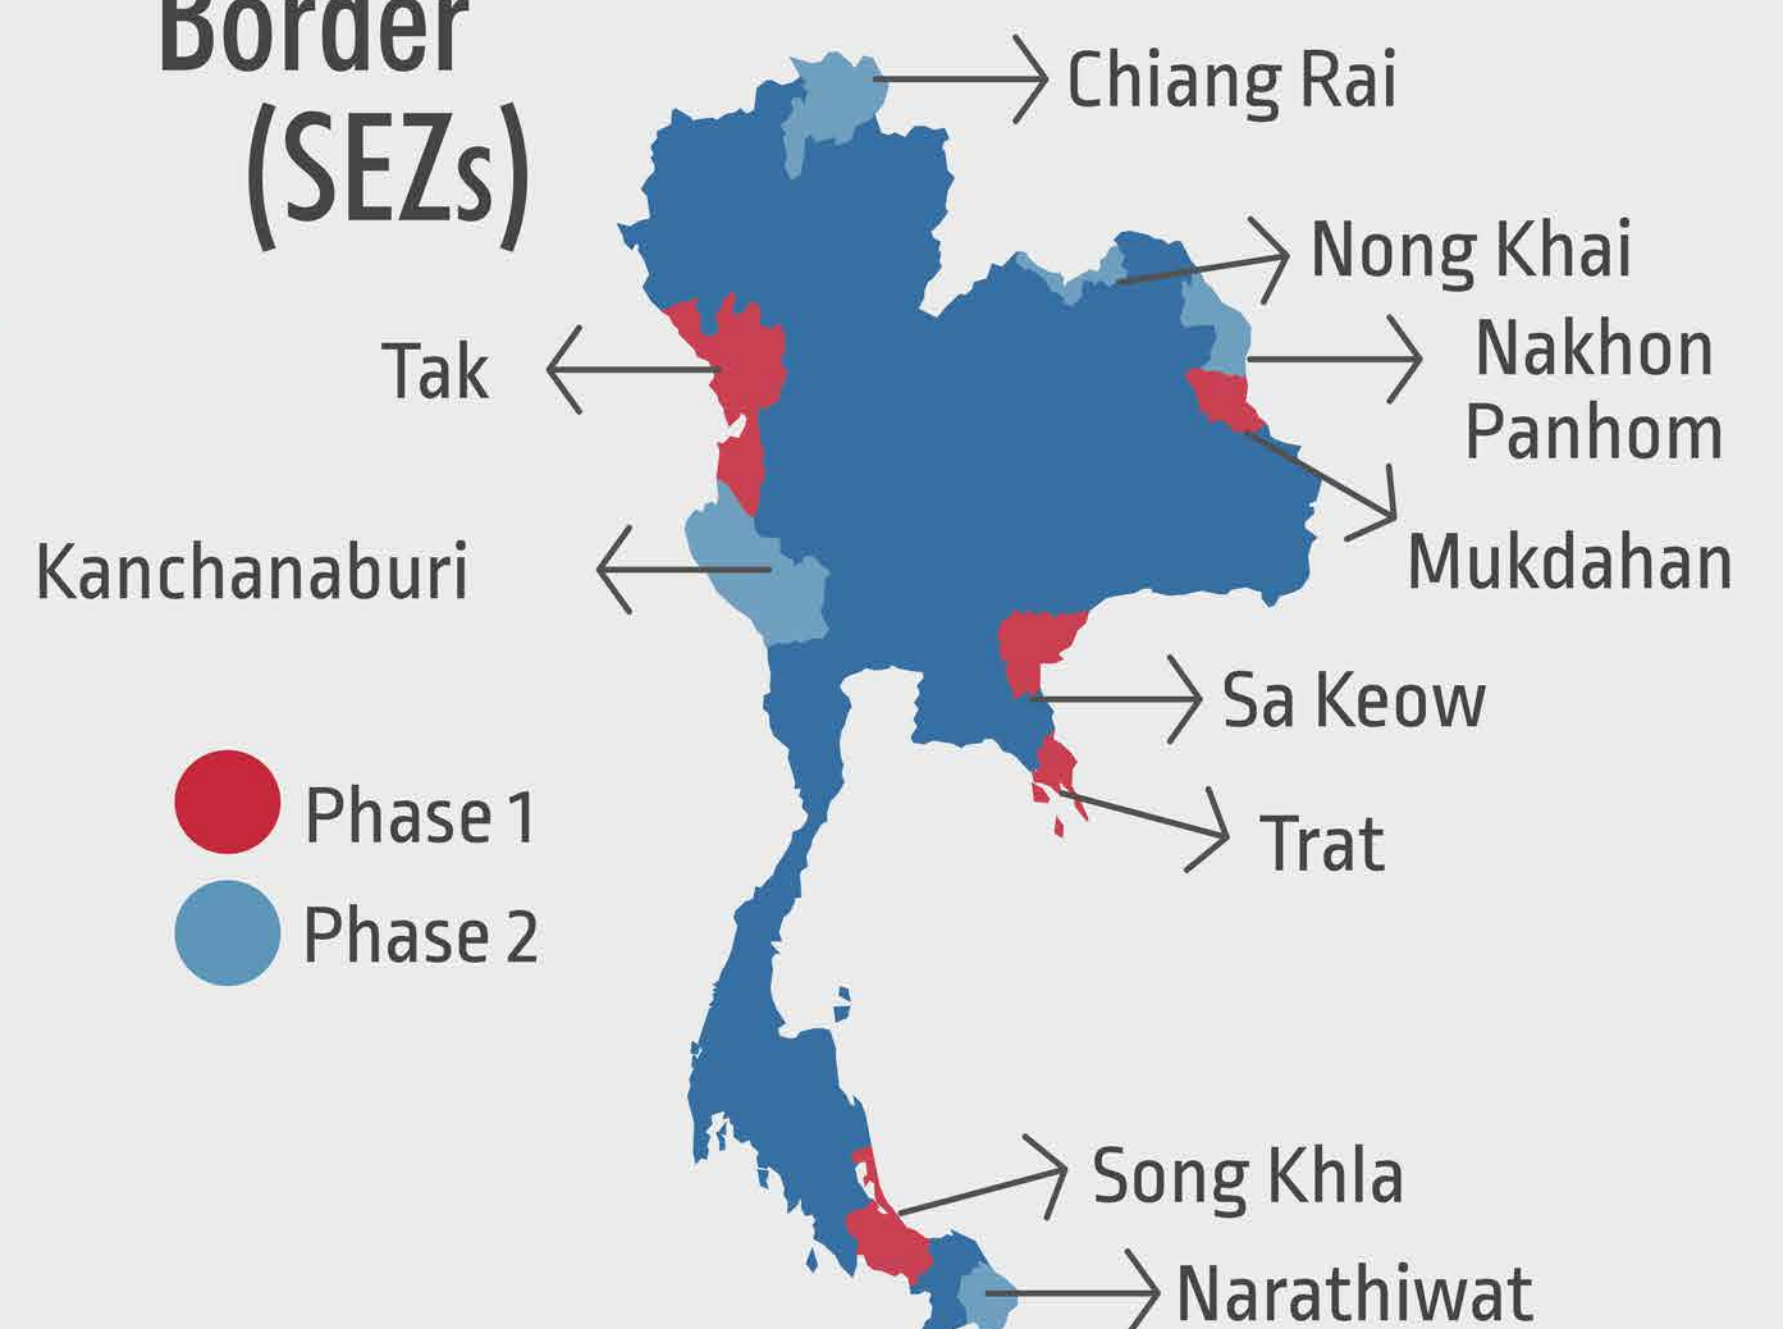 Border
(SEZs)
Chiang Rai
Nong Khai
Nakhon
Panhom
Tak
Mukdahan
Kanchanaburi
Sa Keow
Phase 1
Trat
Phase 2
Song Khla
Narathiwat